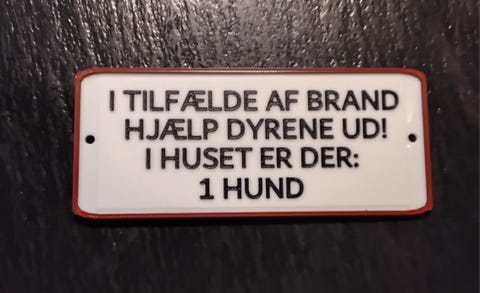 I TILFÆLDE AF BRAND
HJÆLP DYRENE UD!
I HUSET ER DER:
1 HUND